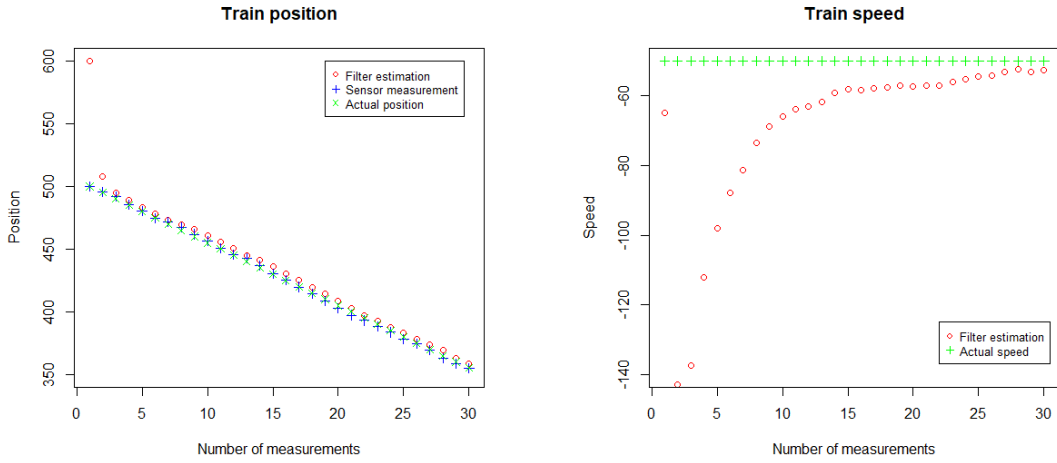 Train position
Position
600
550
500
450
400
350
Filter estimation
Sensor measurement
Actual position
0 5 10 15 20 25 30
Number of measurements
Train speed
Speed
-60
-80
-100
-120
-140
Filter estimation
Actual speed
0 5 10 15 20 25 30
Number of measurements